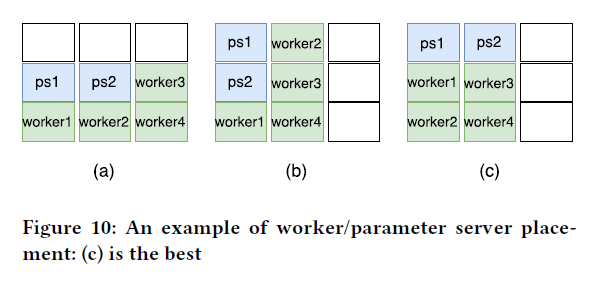 ps1 worker2 ps1 ps2
ps1 ps2 worker3 ps2 worker3 worker1 worker3
worker1 worker2 worker4 worker1 worker4 worker2 worker4
(a) (b) (c)
Figure 10: An example of worker/parameter server place-
ment: (c) is the best